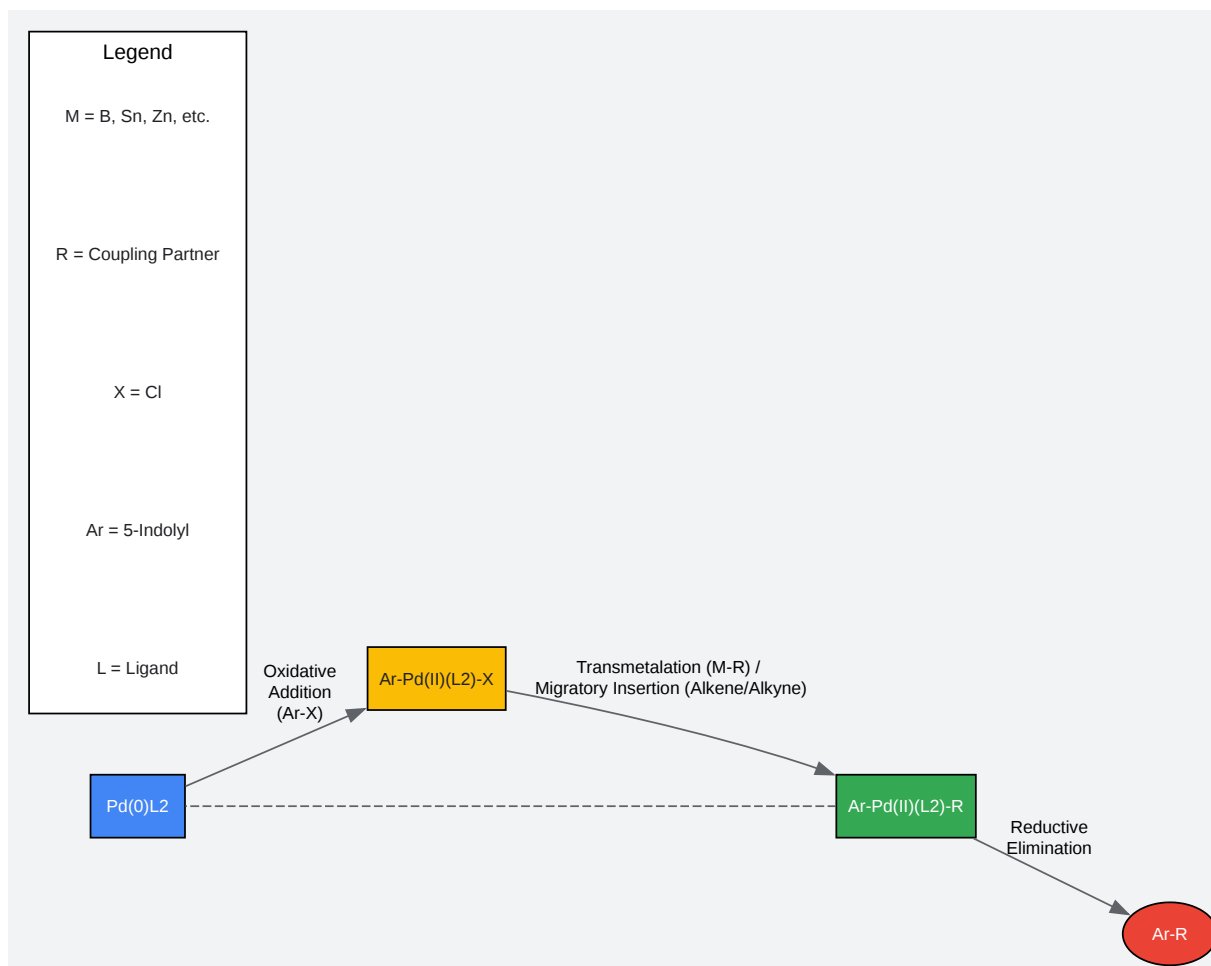 Legend
M = B, Sn, Zn, etc.
R = Coupling Partner
X = Cl
Ar = 5-Indolyl
L = Ligand
Oxidative
Addition
(Ar-X)
Ar-Pd(II)(L2)-X
Transmetalation (M-R) /
Migratory Insertion (Alkene/Alkyne)
Pd(0)L2
Ar-Pd(II)(L2)-R
Reductive
Elimination
Ar-R